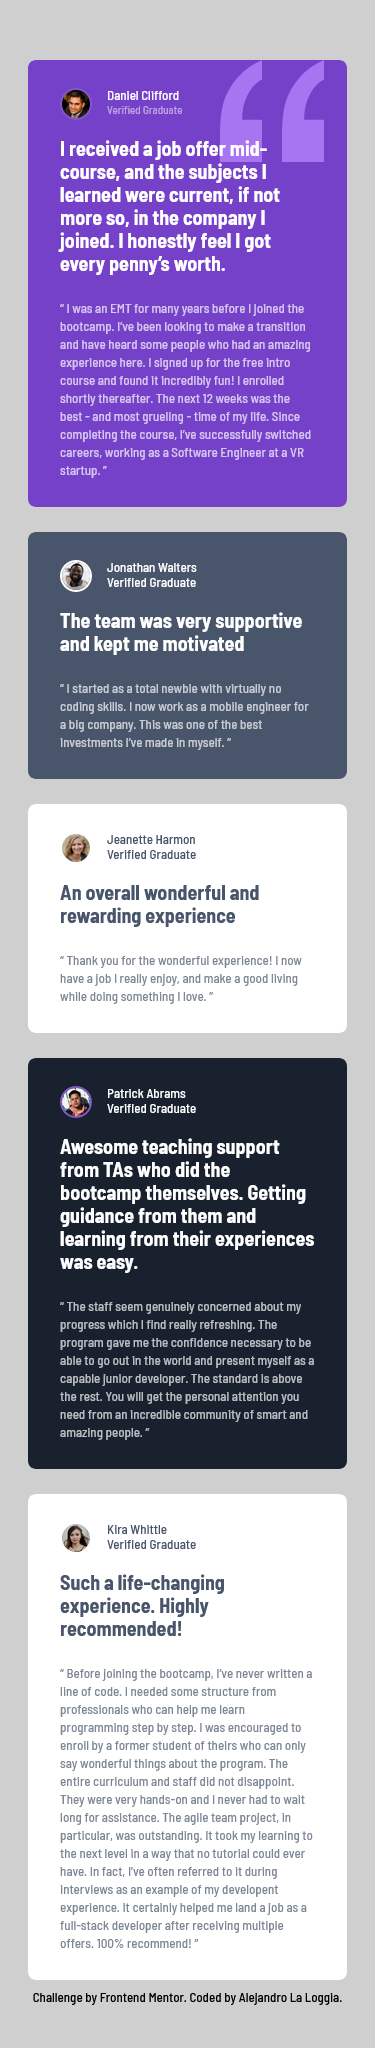 Daniel Clifford
Verified Graduate
I received a job offer mid-
course, and the subjects I
learned were current, if not
more so, in the company I
joined. I honestly feel I got
every penny’s worth.
“ I was an EMT for many years before I joined the
bootcamp. I’ve been looking to make a transition
and have heard some people who had an amazing
experience here. I signed up for the free intro
course and found it incredibly fun! I enrolled
shortly thereafter. The next 12 weeks was the
best - and most grueling - time of my life. Since
completing the course, I’ve successfully switched
careers, working as a Software Engineer at a VR
startup. ”
Jonathan Walters
Verified Graduate
The team was very supportive
and kept me motivated
“ I started as a total newbie with virtually no
coding skills. I now work as a mobile engineer for
a big company. This was one of the best
investments I’ve made in myself. ”
Jeanette Harmon
Verified Graduate
An overall wonderful and
rewarding experience
“ Thank you for the wonderful experience! I now
have a job I really enjoy, and make a good living
while doing something I love. ”
Patrick Abrams
Verified Graduate
Awesome teaching support
from TAs who did the
bootcamp themselves. Getting
guidance from them and
learning from their experiences
was easy.
“ The staff seem genuinely concerned about my
progress which I find really refreshing. The
program gave me the confidence necessary to be
able to go out in the world and present myself as a
capable junior developer. The standard is above
the rest. You will get the personal attention you
need from an incredible community of smart and
amazing people. ”
Kira Whittle
Verified Graduate
Such a life-changing
experience. Highly
recommended!
“ Before joining the bootcamp, I’ve never written a
line of code. I needed some structure from
professionals who can help me learn
programming step by step. I was encouraged to
enroll by a former student of theirs who can only
say wonderful things about the program. The
entire curriculum and staff did not disappoint.
They were very hands-on and I never had to wait
long for assistance. The agile team project, in
particular, was outstanding. It took my learning to
the next level in a way that no tutorial could ever
have. In fact, I’ve often referred to it during
interviews as an example of my developent
experience. It certainly helped me land a job as a
full-stack developer after receiving multiple
offers. 100% recommend! ”
Challenge by Frontend Mentor. Coded by Alejandro La Loggia.